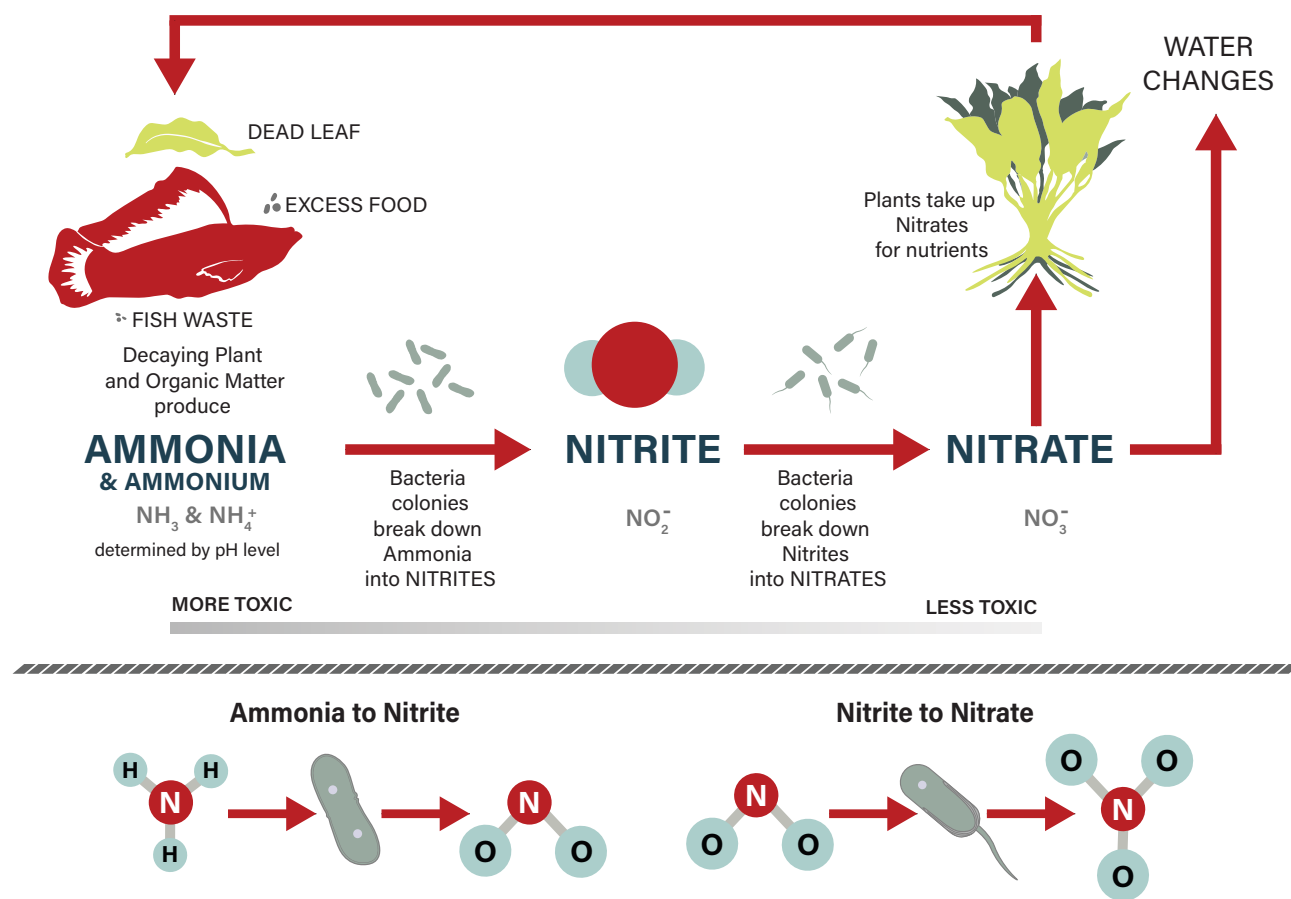 WATER
CHANGES
DEAD LEAF
EXCESS FOOD
Plants take up
Nitrates
for nutrients
FISH WASTE
Decaying Plant
and Organic Matter
produce
AMMONIA
& AMMONIUM
NH₃ & NH₄⁺
determined by pH level
Bacteria
colonies
break down
Ammonia
into NITRITES
NITRITE
NO₂⁻
Bacteria
colonies
break down
Nitrites
into NITRATES
NITRATE
NO₃⁻
MORE TOXIC
LESS TOXIC
Ammonia to Nitrite
H H
N
H
N
O O
Nitrite to Nitrate
N
O O
O O
N
O